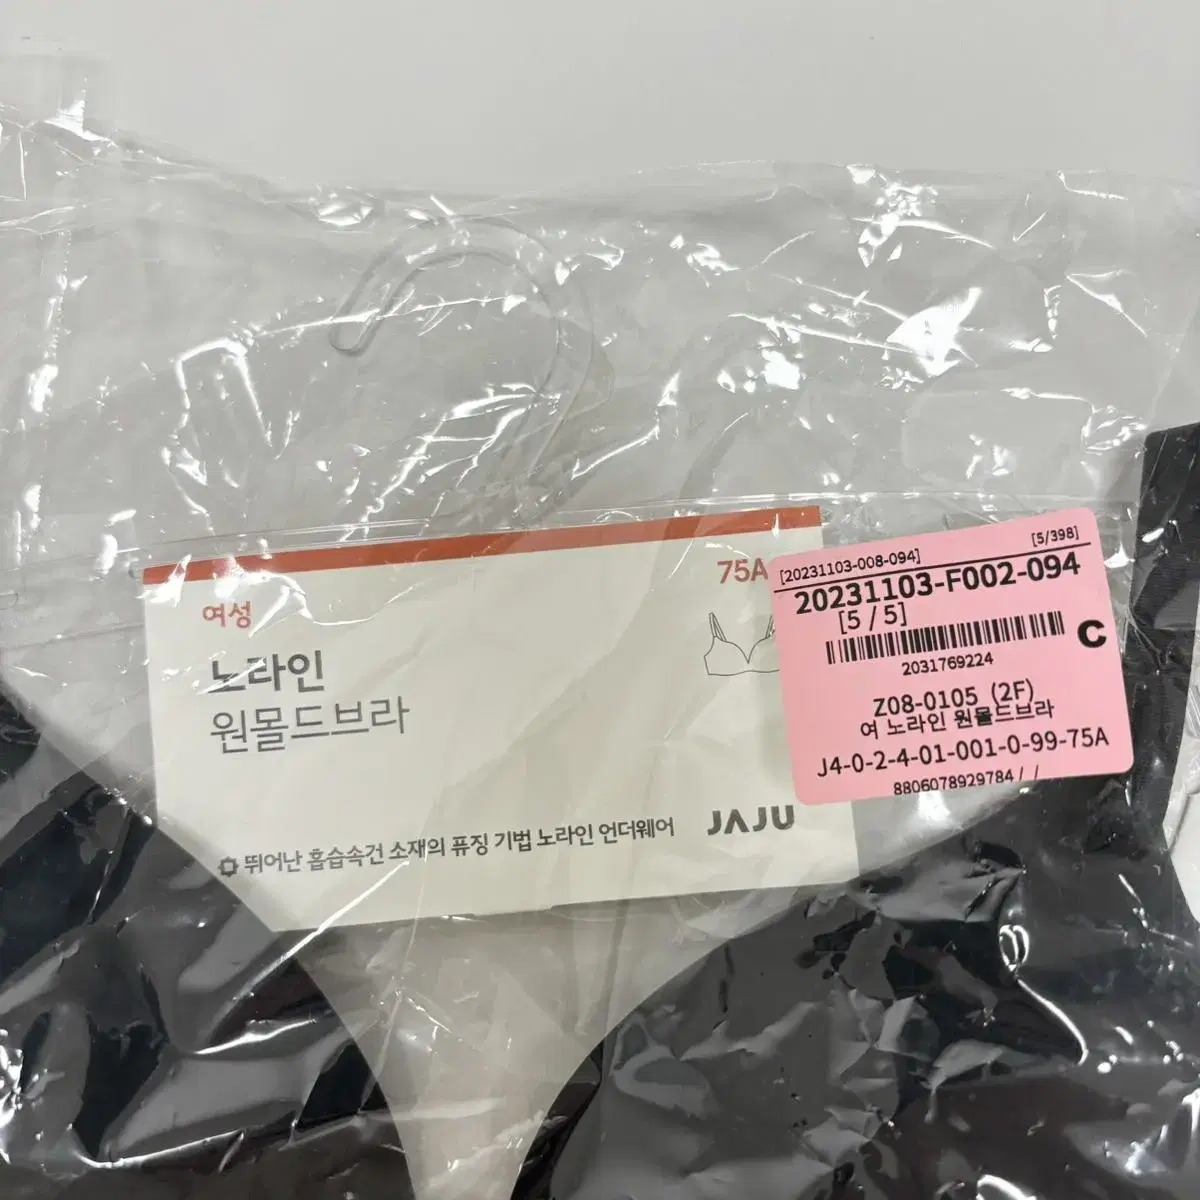 여성
75A
노라인
원몰드브라
뛰어난 흡습속건 소재의 퓨징 기법 노라인 언더웨어
JAJU
[20231103-008-094]
[5/398]
20231103-F002-094
[5 / 5]
C
2031769224
Z08-0105 (2F)
여 노라인 원몰드브라
J4-0-2-4-01-001-0-99-75A
8806078929784 / /